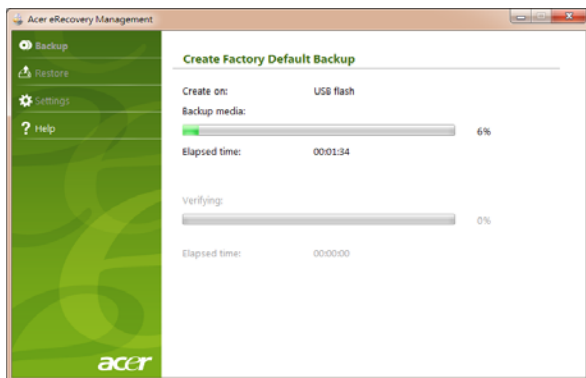 Acer eRecovery Management
Backup
Restore
Settings
Help
Create Factory Default Backup
Create on: USB flash
Backup media:
6%
Elapsed time: 00:01:34
Verifying:
0%
Elapsed time: 00:00:00
acer